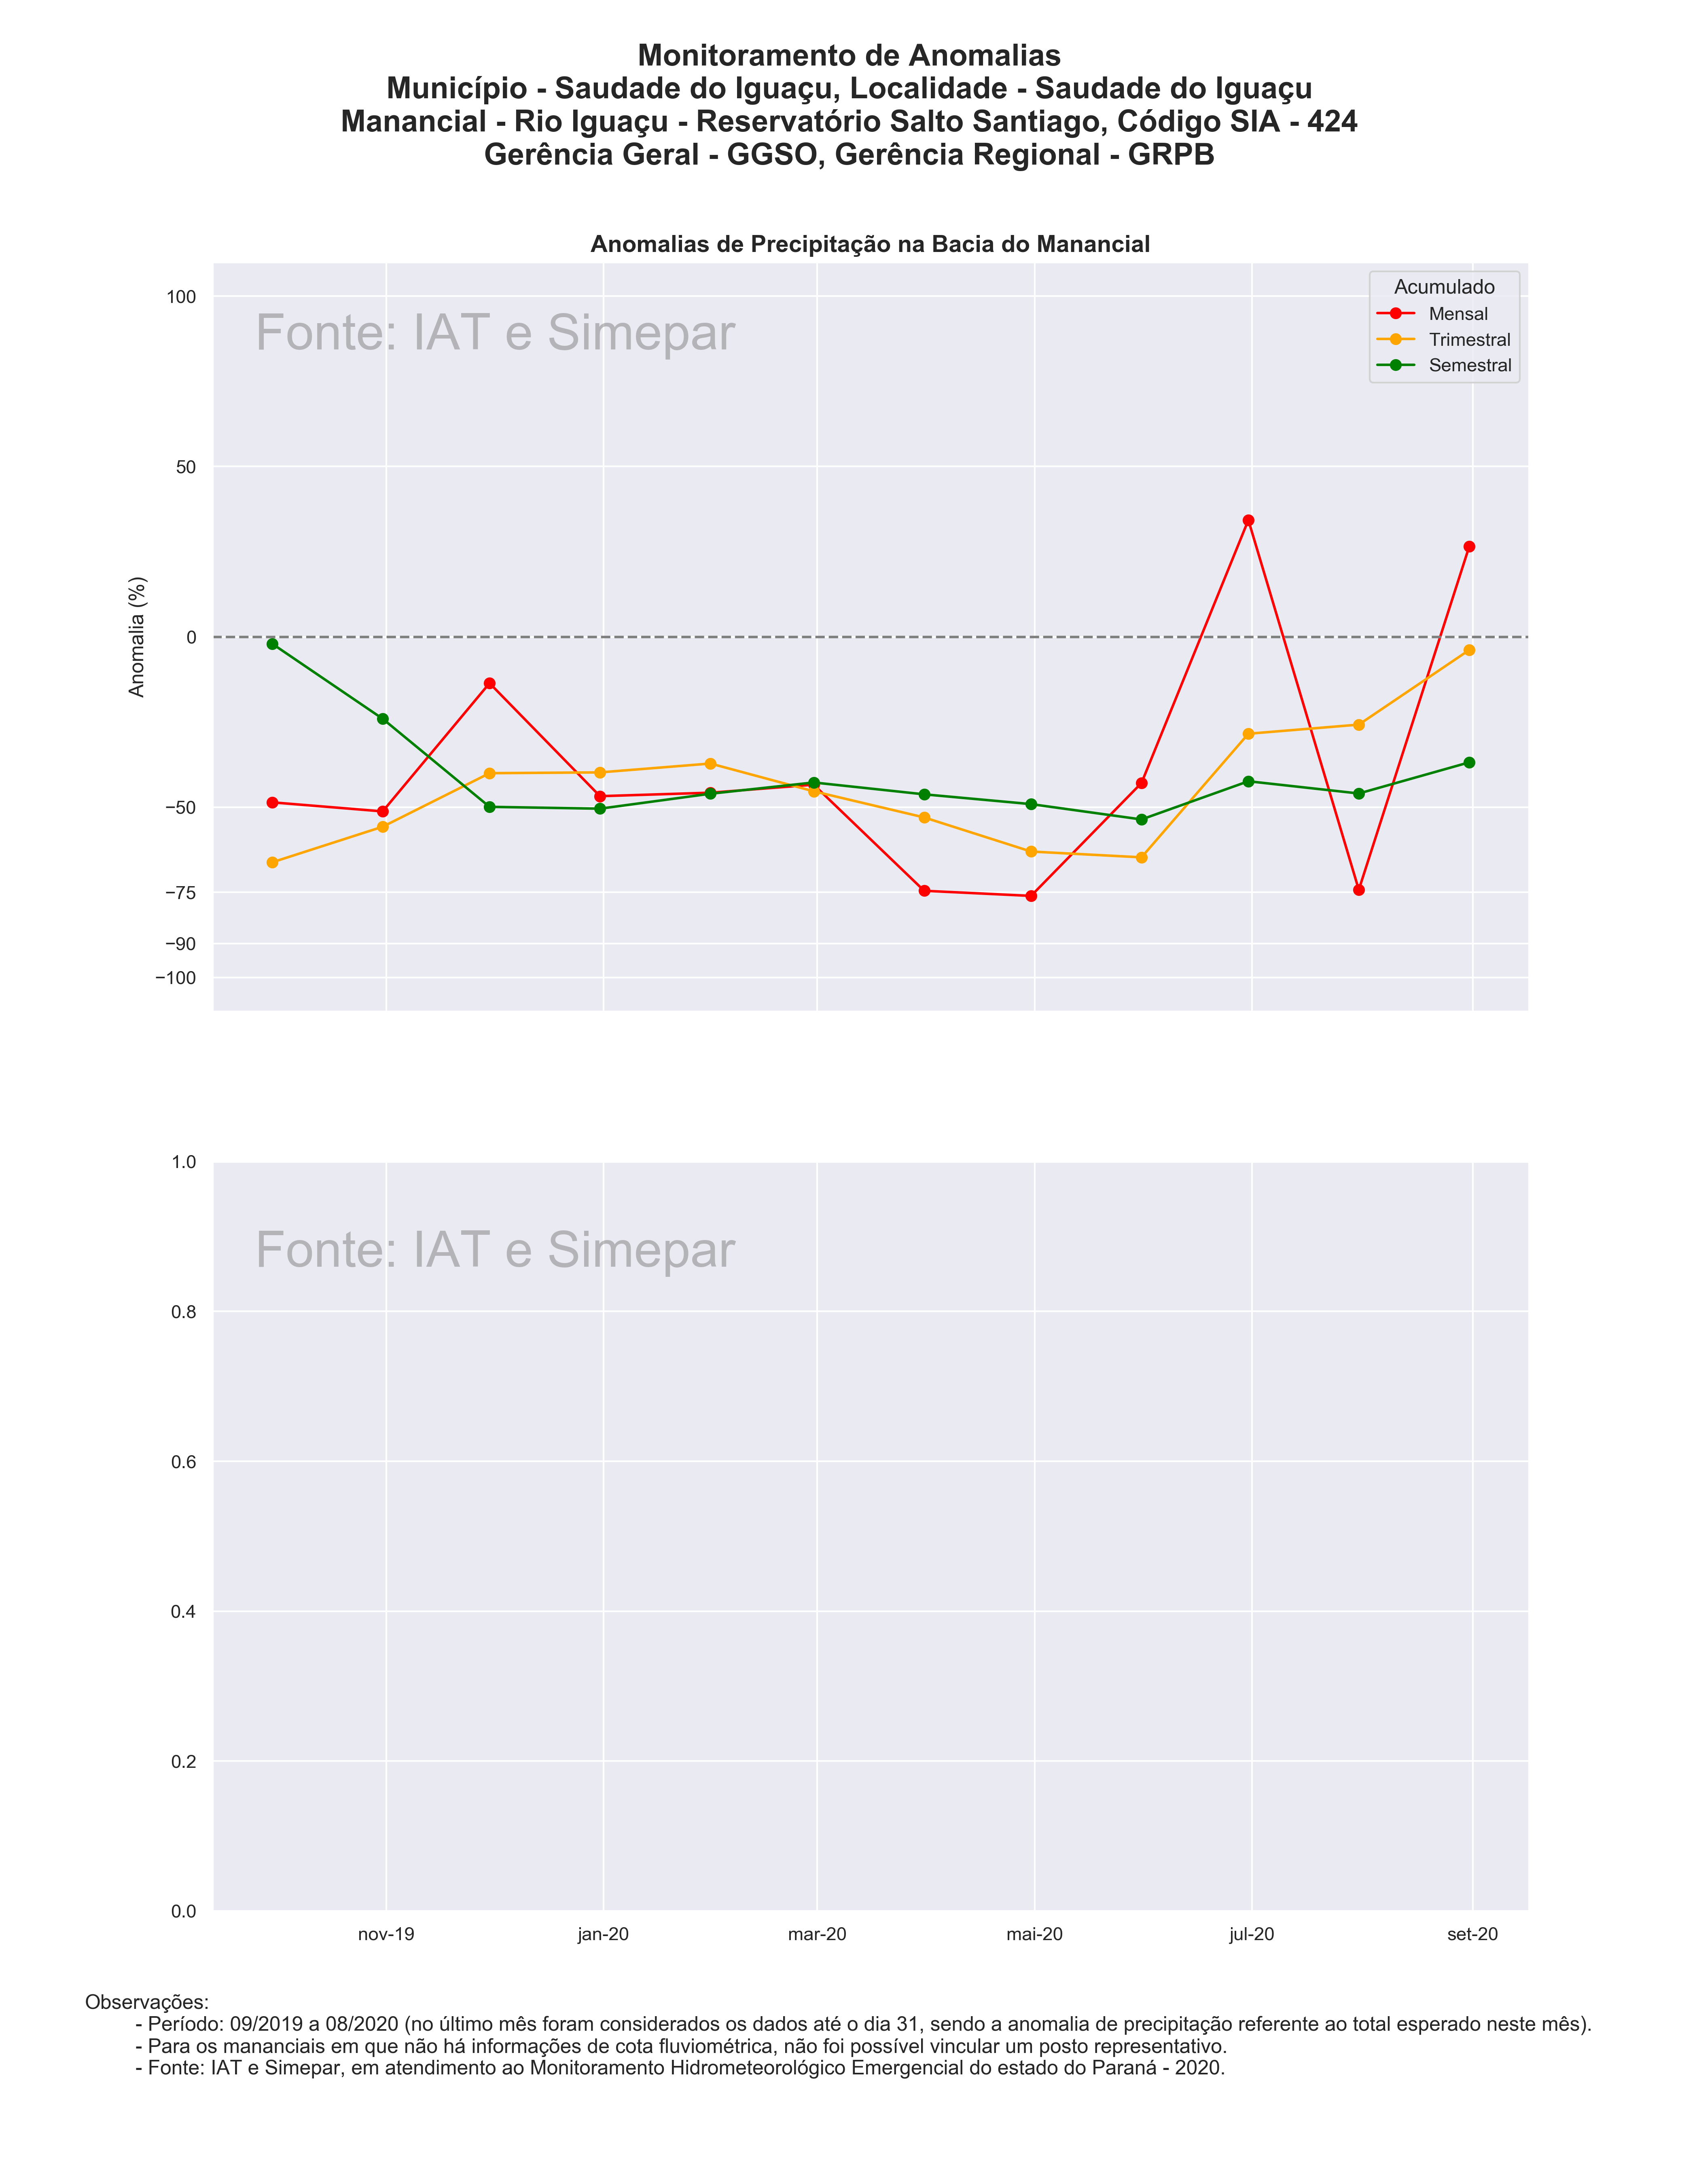 Monitoramento de Anomalias
Município - Saudade do Iguaçu, Localidade - Saudade do Iguaçu
Manancial - Rio Iguaçu - Reservatório Salto Santiago, Código SIA - 424
Gerência Geral - GGSO, Gerência Regional - GRPB
Anomalias de Precipitação na Bacia do Manancial
Fonte: IAT e Simepar
Acumulado
Mensal
Trimestral
Semestral
Anomalia (%)
100
50
0
−50
−75
−90
−100
Fonte: IAT e Simepar
1.0
0.8
0.6
0.4
0.2
0.0
nov-19 jan-20 mar-20 mai-20 jul-20 set-20
Observações:
- Período: 09/2019 a 08/2020 (no último mês foram considerados os dados até o dia 31, sendo a anomalia de precipitação referente ao total esperado neste mês).
- Para os mananciais em que não há informações de cota fluviométrica, não foi possível vincular um posto representativo.
- Fonte: IAT e Simepar, em atendimento ao Monitoramento Hidrometeorológico Emergencial do estado do Paraná - 2020.